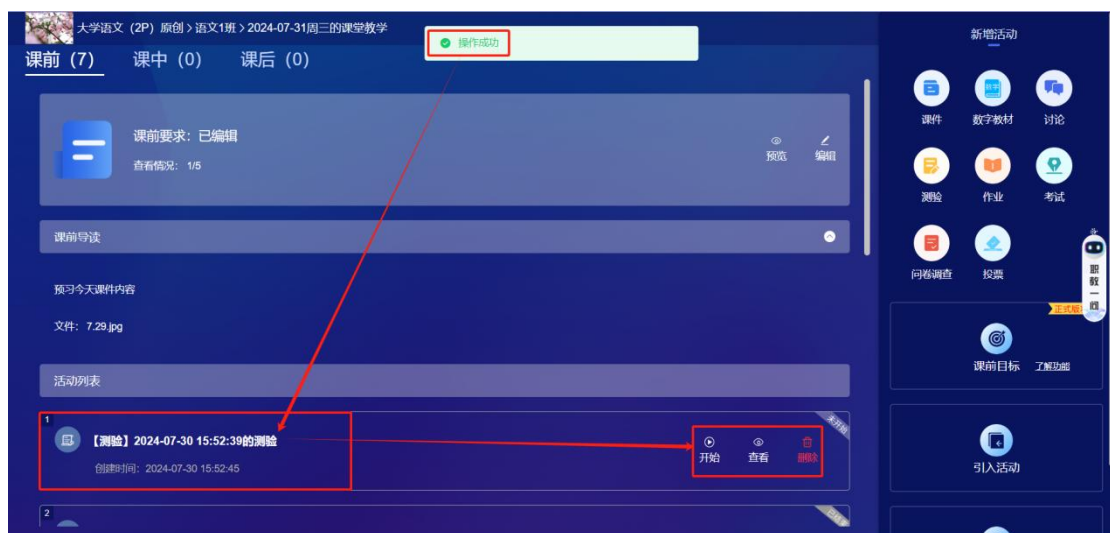 大学语文（2P）原创 > 语文1班 > 2024-07-31周三的课堂教学
操作成功
课前（7） 课中（0） 课后（0）
课前要求：已编辑
查看情况：1/5
预览 编辑
课前导读
预习今天课件内容
文件：7.29.jpg
活动列表
1
【测验】2024-07-30 15:52:39的测验
创建时间：2024-07-30 15:52:45
开始 查看 删除
未开始
2
新增活动
课件 数字教材 讨论
测验 作业 考试
问卷调查 投票
职教一问
正式版
课前目标 了解功能
引入活动